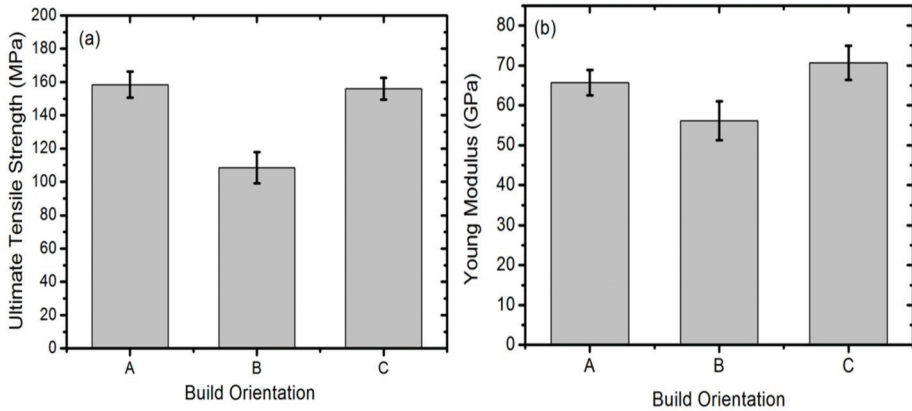 (a)
Ultimate Tensile Strength (MPa)
200
180
160
140
120
100
80
60
40
20
0
A B C
Build Orientation
(b)
Young Modulus (GPa)
80
70
60
50
40
30
20
10
0
A B C
Build Orientation